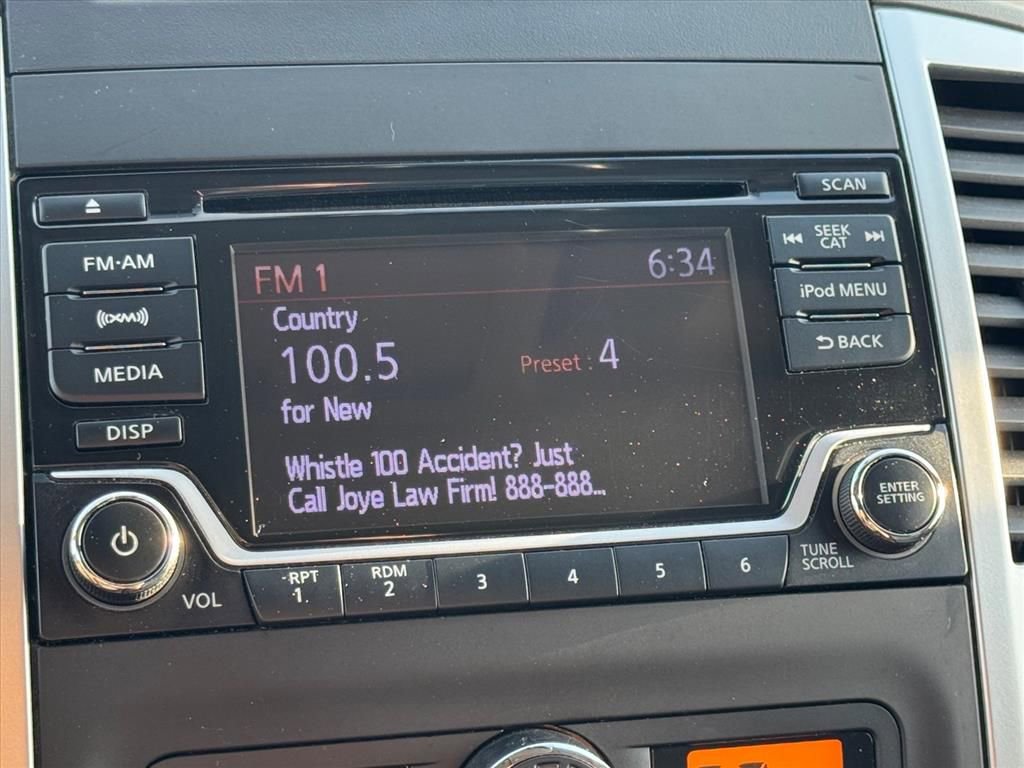 SCAN
FM·AM
SEEK
CAT
FM 1
6:34
iPod MENU
((XM))
Country
100.5
Preset : 4
BACK
MEDIA
for New
DISP
Whistle 100 Accident? Just
Call Joye Law Firm! 888-888...
ENTER
SETTING
VOL
RPT
1
RDM
2
3
4
5
6
TUNE
SCROLL